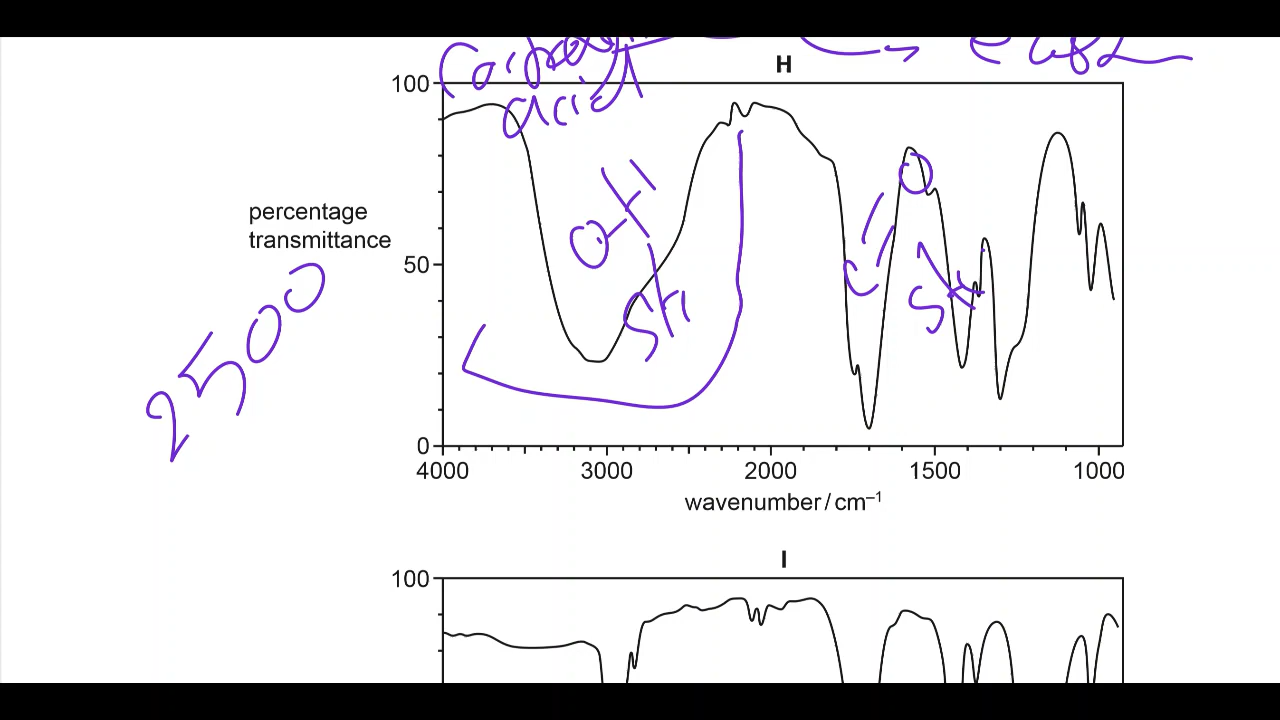 acid
H
100
percentage
transmittance
50
0
O-H
str
C=O
str
2500
4000 3000 2000 1500 1000
wavenumber / cm⁻¹
I
100